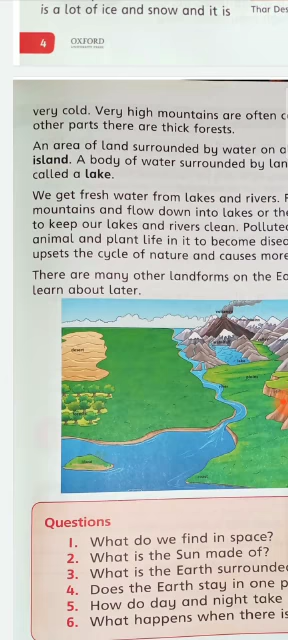 is a lot of ice and snow and it is
Thar Des
4
OXFORD
UNIVERSITY PRESS
very cold. Very high mountains are often c
other parts there are thick forests.
An area of land surrounded by water on a
island. A body of water surrounded by lan
called a lake.
We get fresh water from lakes and rivers. R
mountains and flow down into lakes or the
to keep our lakes and rivers clean. Pollute
animal and plant life in it to become disea
upsets the cycle of nature and causes more
There are many other landforms on the Ea
learn about later.
desert
Questions
1. What do we find in space?
2. What is the Sun made of?
3. What is the Earth surrounde
4. Does the Earth stay in one p
5. How do day and night take
6. What happens when there is